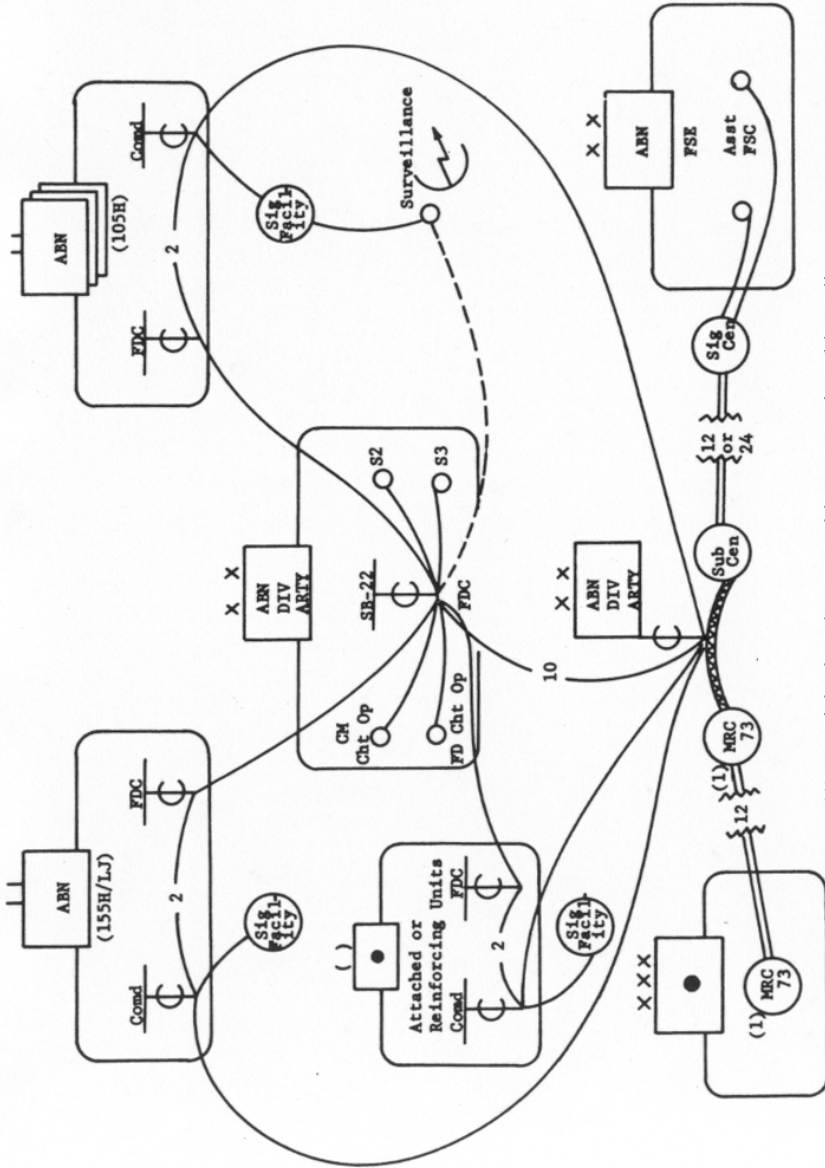 ABN
(155H/LJ)
Comd
FDC
2
Sig
Facil-
ity
X X
ABN
DIV
ARTY
CM
Cht Op
SB-22
S2
FD Cht Op
FDC
S3
ABN
(105H)
FDC
Comd
2
Sig
Facil-
ity
Surveillance
( )
Attached or
Reinforcing Units
Comd
FDC
2
Sig
Facil-
ity
10
X X
ABN
DIV
ARTY
X X X
(1)
MRC
73
12
(1)
MRC
73
Sub
Cen
12
or
24
Sig
Cen
X X
ABN
FSE
Asst
FSC